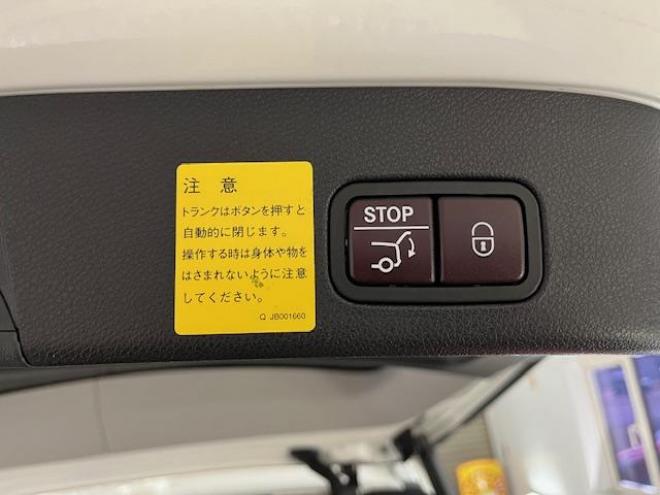 注 意
トランクはボタンを押すと
自動的に閉じます。
操作する時は身体や物を
はさまれないように注意
してください。
Q JB001660
STOP